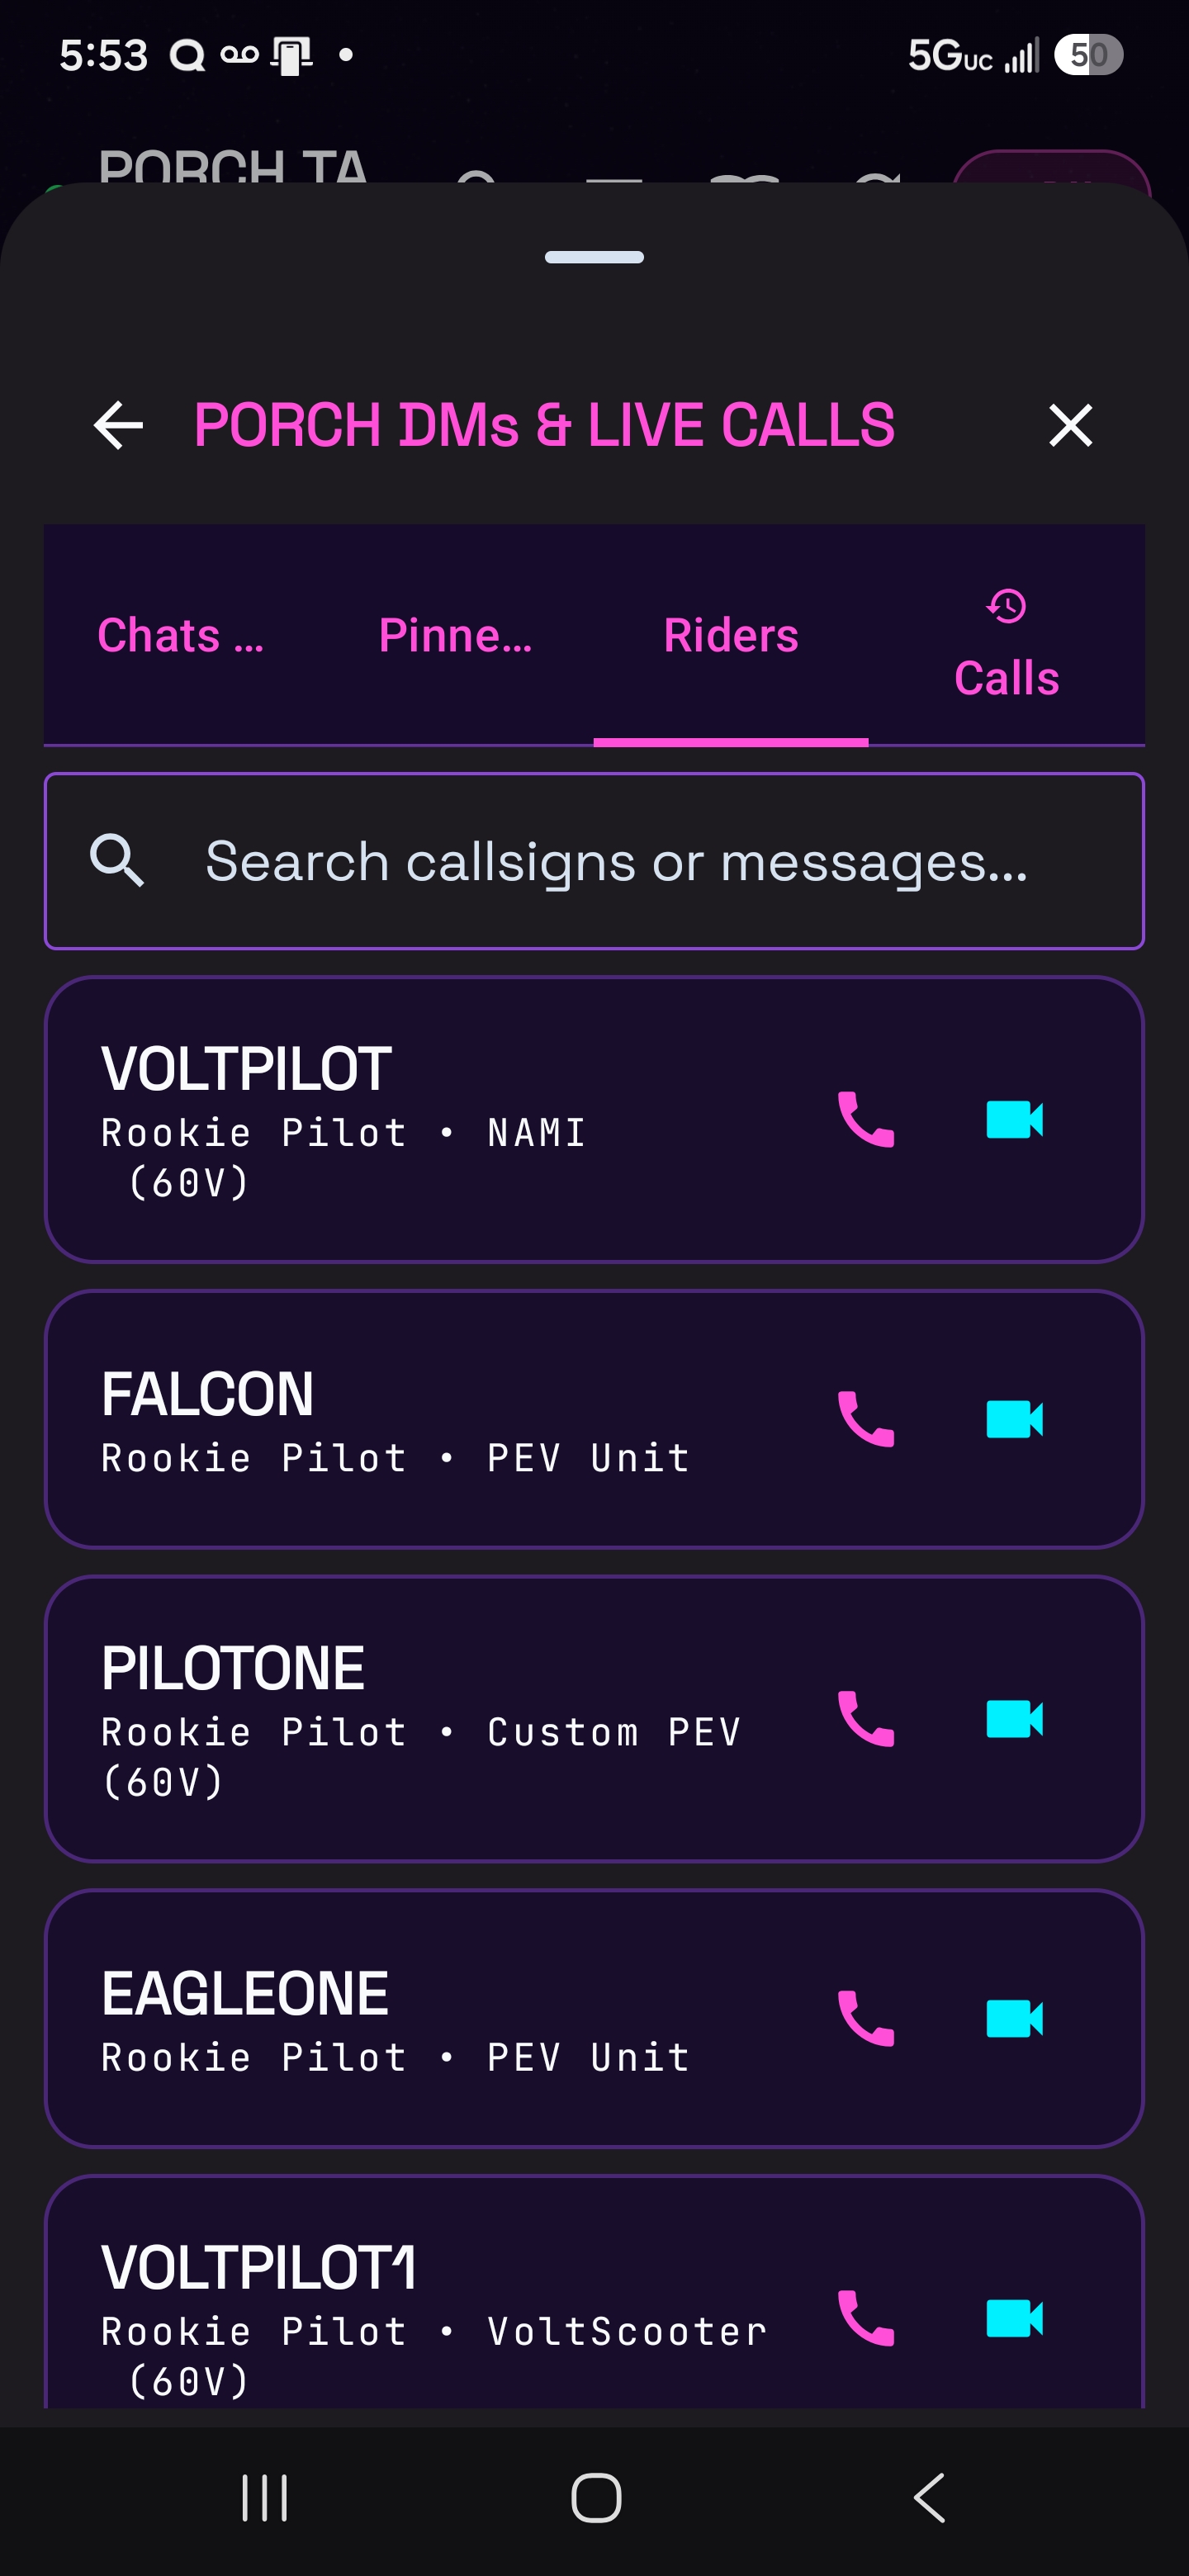 5:53
5G UC
50
PORCH TA
PORCH DMs & LIVE CALLS
Chats ...
Pinne...
Riders
Calls
Search callsigns or messages...
VOLTPILOT
Rookie Pilot • NAMI
(60V)
FALCON
Rookie Pilot • PEV Unit
PILOTONE
Rookie Pilot • Custom PEV
(60V)
EAGLEONE
Rookie Pilot • PEV Unit
VOLTPILOT1
Rookie Pilot • VoltScooter
(60V)